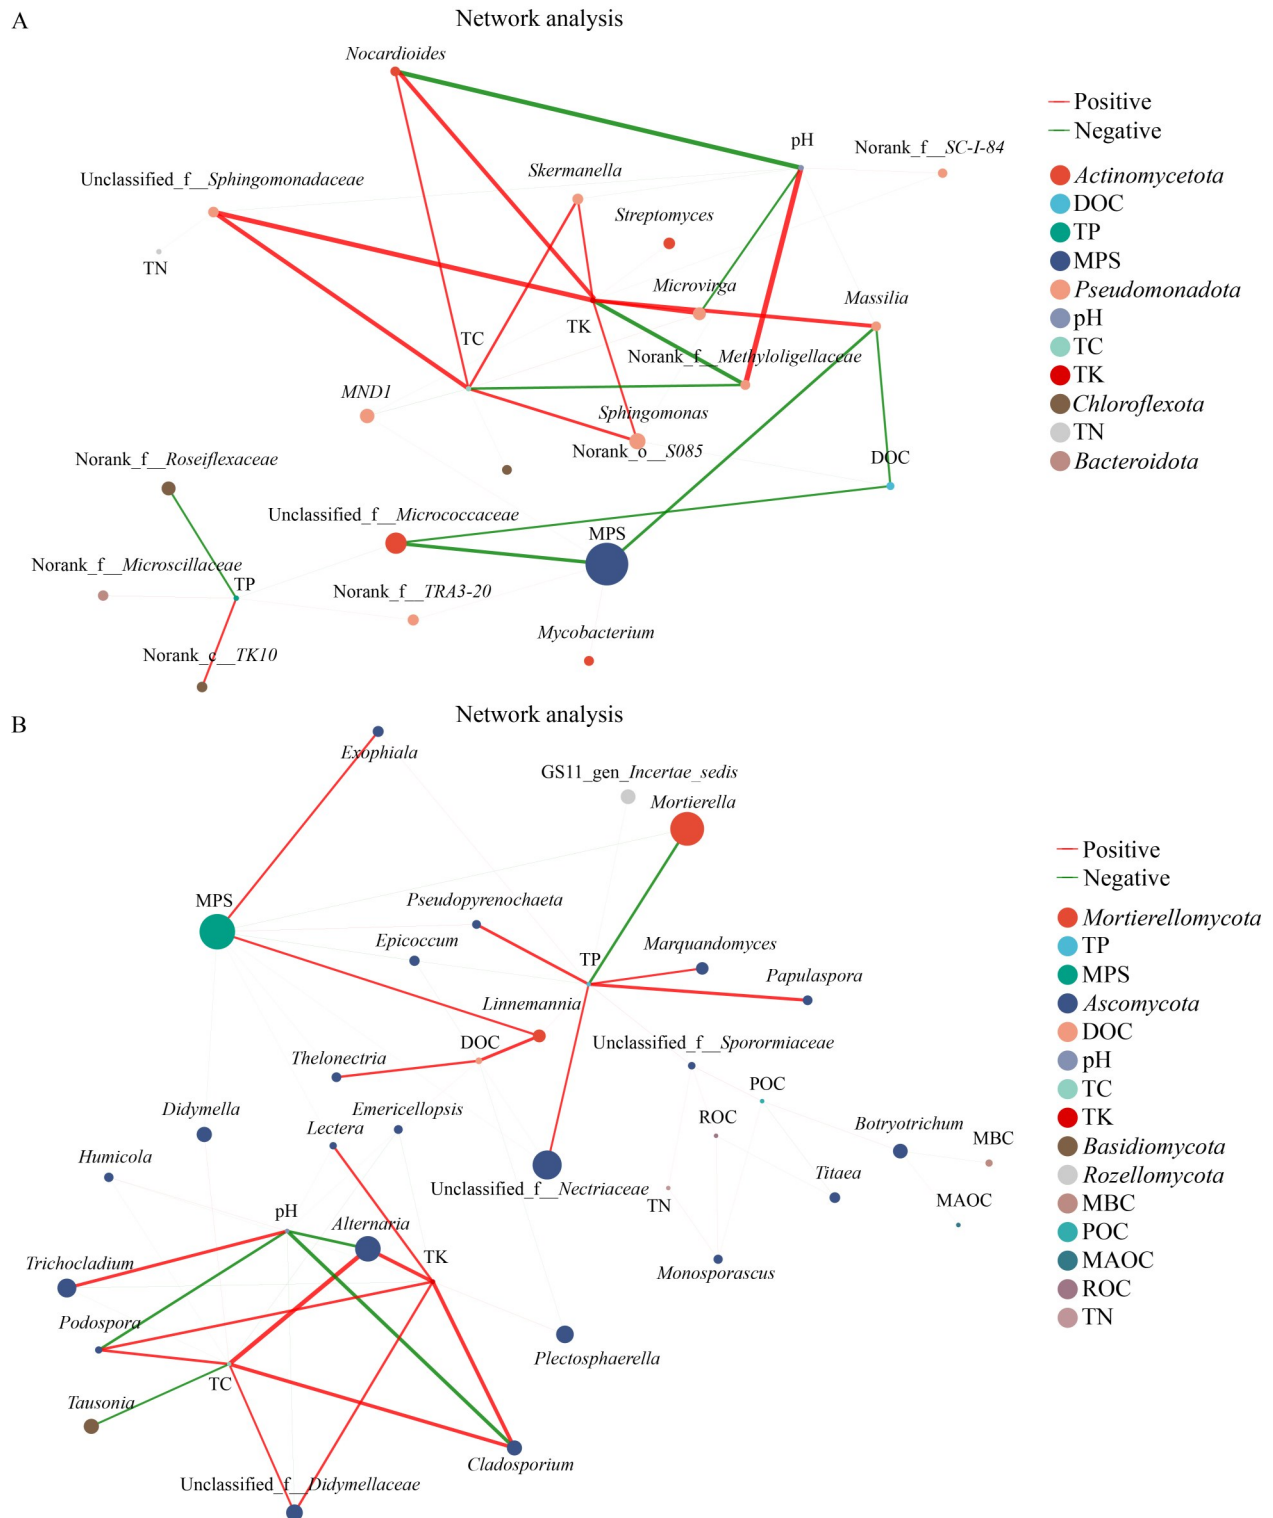 A
Network analysis
Nocardioides
pH
Norank_f__SC-I-84
Skermanella
Unclassified_f__Sphingomonadaceae
Streptomyces
TN
Microvirga
Massilia
TK
TC
Norank_f__Methyloligellaceae
MND1
Sphingomonas
Norank_o__S085
Norank_f__Roseiflexaceae
DOC
Unclassified_f__Micrococcaceae
MPS
Norank_f__Microscillaceae
TP
Norank_f__TRA3-20
Mycobacterium
Norank_c__TK10
Positive
Negative
Actinomycetota
DOC
TP
MPS
Pseudomonadota
pH
TC
TK
Chloroflexota
TN
Bacteroidota
B
Network analysis
Exophiala
GS11_gen_Incertae_sedis
Mortierella
MPS
Pseudopyrenochaeta
Epicoccum
Marquandomyces
TP
Papulaspora
Linnemannia
DOC
Unclassified_f__Sporormiaceae
Thelonectria
POC
Didymella
Emericellopsis
ROC
Lectera
Botryotrichum
MBC
Humicola
Unclassified_f__Nectriaceae
Titaea
TN
MAOC
pH
Alternaria
TK
Trichocladium
Monosporascus
Podospora
Plectosphaerella
TC
Tausonia
Cladosporium
Unclassified_f__Didymellaceae
Positive
Negative
Mortierellomycota
TP
MPS
Ascomycota
DOC
pH
TC
TK
Basidiomycota
Rozellomycota
MBC
POC
MAOC
ROC
TN